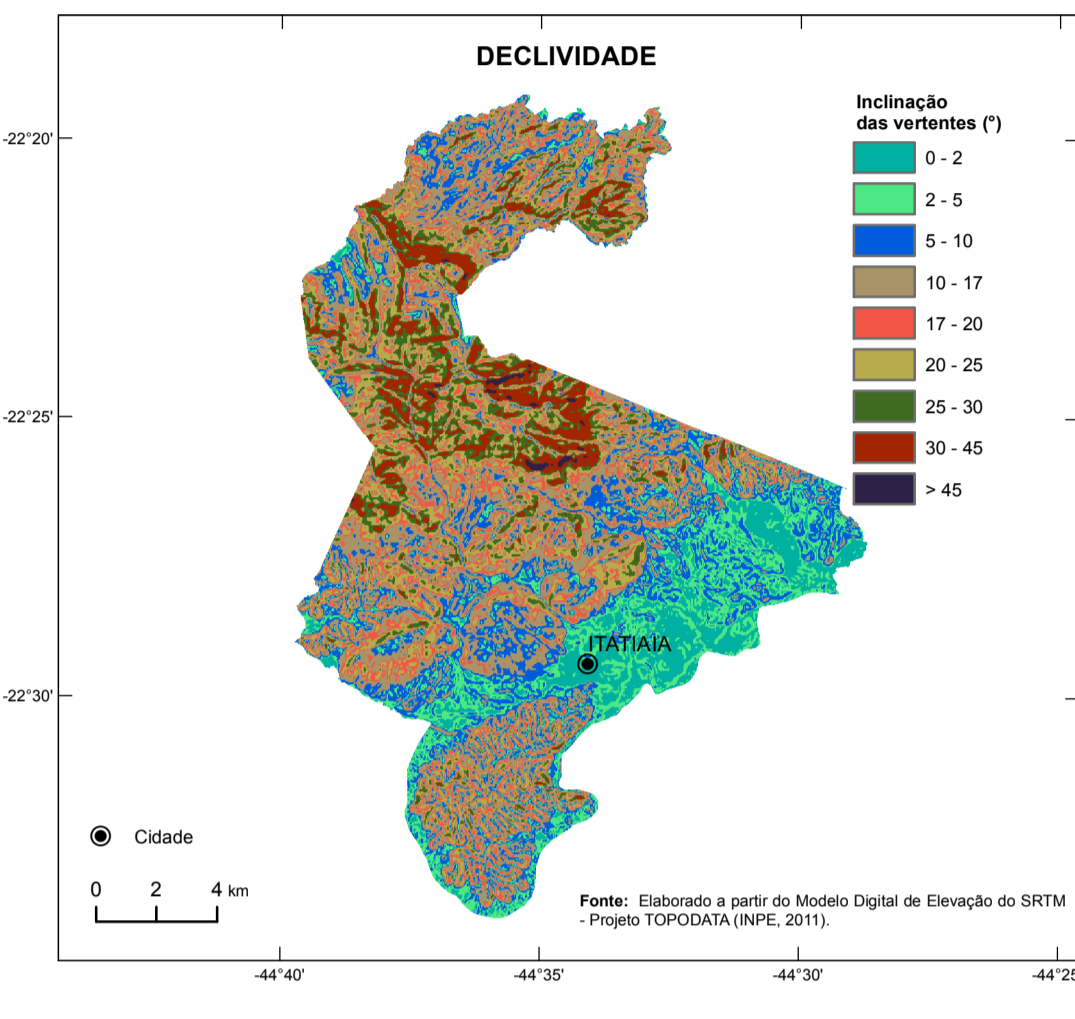 DECLIVIDADE
Inclinação
das vertentes (°)
0 - 2
2 - 5
5 - 10
10 - 17
17 - 20
20 - 25
25 - 30
30 - 45
> 45
-22°20'
-22°25'
-22°30'
ITATIAIA
Cidade
0 2 4 km
Fonte: Elaborado a partir do Modelo Digital de Elevação do SRTM
- Projeto TOPODATA (INPE, 2011).
-44°40' -44°35' -44°30' -44°25